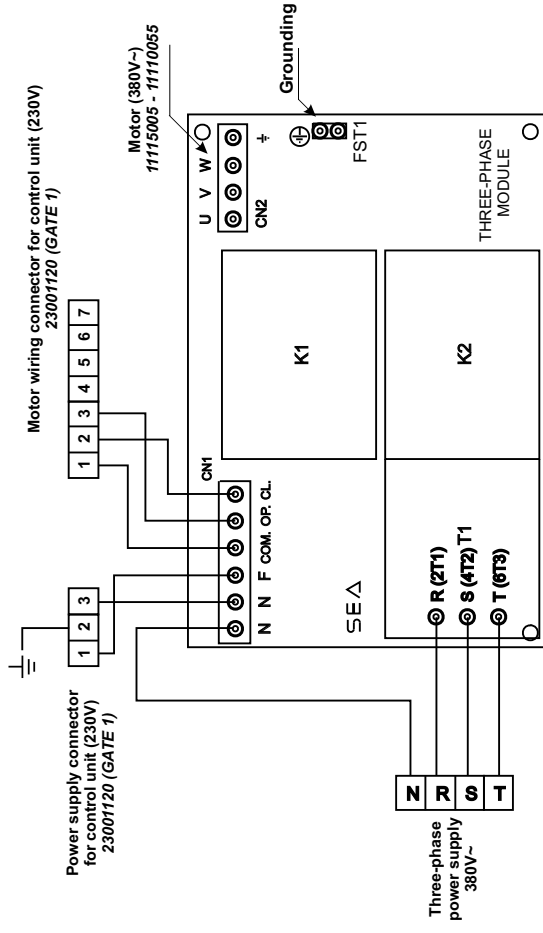 Motor wiring connector for control unit (230V)
23001120 (GATE 1)
1 2 3 4 5 6 7
Motor (380V~)
11115005 - 11110055
Grounding
Power supply connector
for control unit (230V)
23001120 (GATE 1)
1 2 3
CN1
N N F COM. OP. CL.
U V W
CN2
FST1
K1
SEA
THREE-PHASE
MODULE
K2
R (2T1)
S (4T2) T1
T (6T3)
N
R
S
T
Three-phase
power supply
380V~